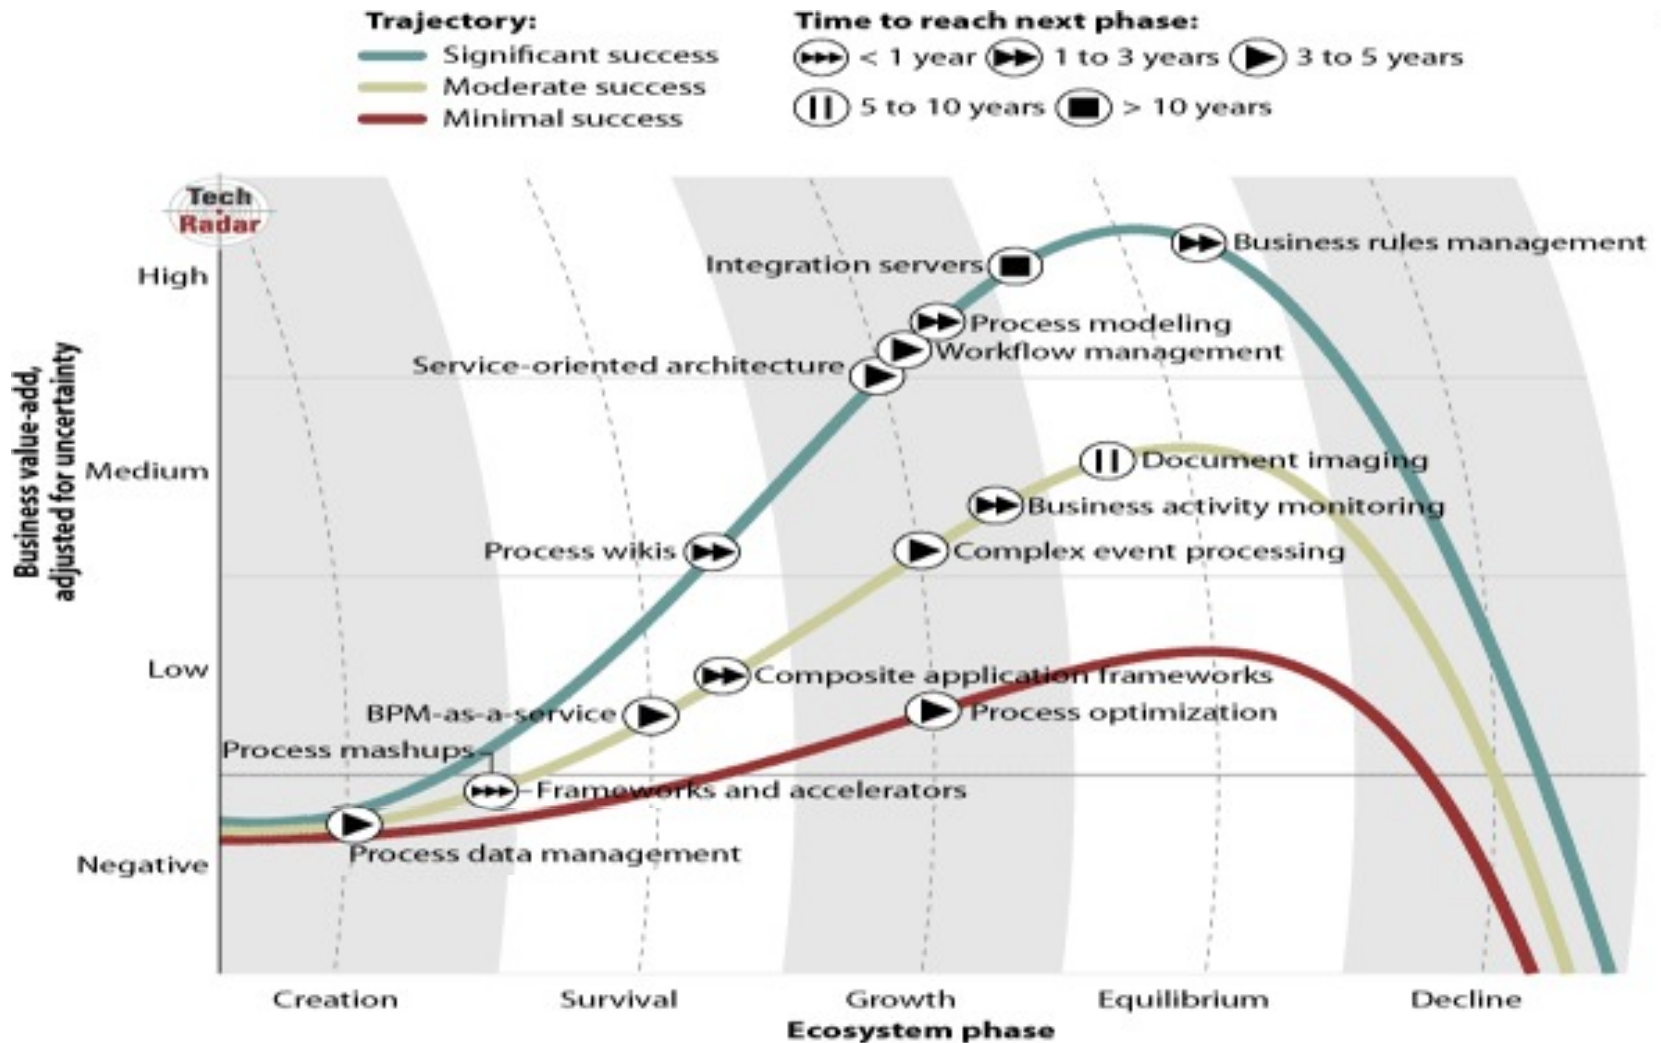 Trajectory:
Significant success
Moderate success
Minimal success
Time to reach next phase:
< 1 year 1 to 3 years 3 to 5 years
5 to 10 years > 10 years
Tech
Radar
Business value-add,
adjusted for uncertainty
High
Medium
Low
Negative
Integration servers
Business rules management
Process modeling
Workflow management
Service-oriented architecture
Document imaging
Business activity monitoring
Process wikis
Complex event processing
Composite application frameworks
BPM-as-a-service
Process optimization
Process mashups
Frameworks and accelerators
Process data management
Creation
Survival
Growth
Equilibrium
Decline
Ecosystem phase